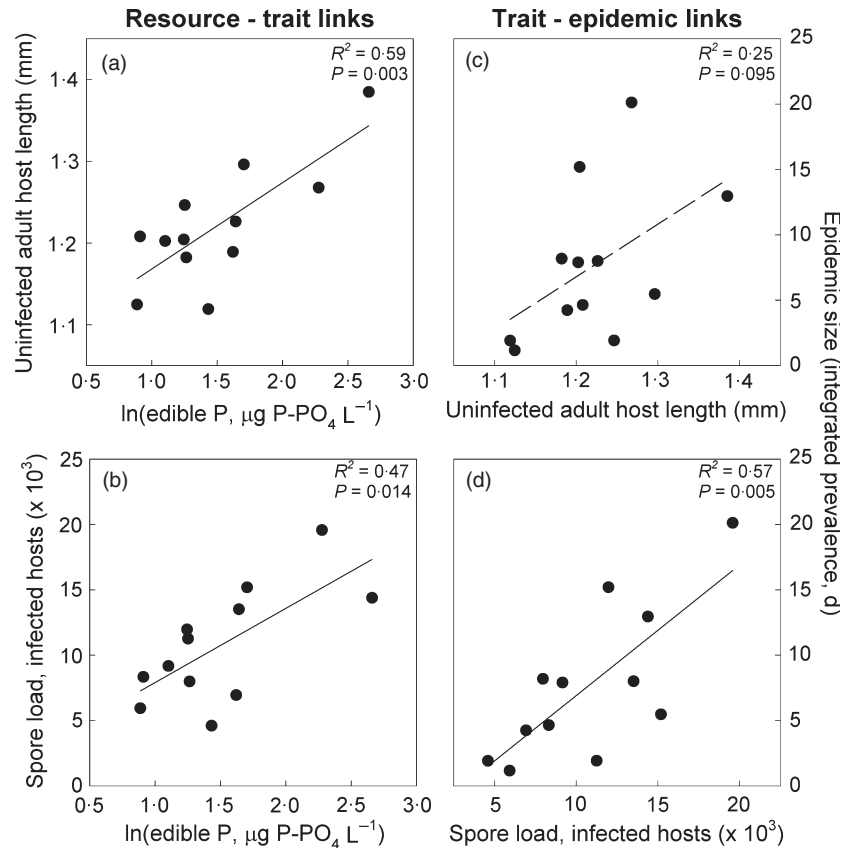 Resource - trait links
Trait - epidemic links
(a)
R² = 0·59
P = 0·003
Uninfected adult host length (mm)
1·4
1·3
1·2
1·1
0·5 1·0 1·5 2·0 2·5 3·0
ln(edible P, μg P-PO₄ L⁻¹)
(c)
R² = 0·25
P = 0·095
25
20
15
10
5
0
1·1 1·2 1·3 1·4
Uninfected adult host length (mm)
Epidemic size (integrated prevalence, d)
(b)
R² = 0·47
P = 0·014
Spore load, infected hosts (x 10³)
25
20
15
10
5
0
0·5 1·0 1·5 2·0 2·5 3·0
ln(edible P, μg P-PO₄ L⁻¹)
(d)
R² = 0·57
P = 0·005
25
20
15
10
5
0
5 10 15 20
Spore load, infected hosts (x 10³)